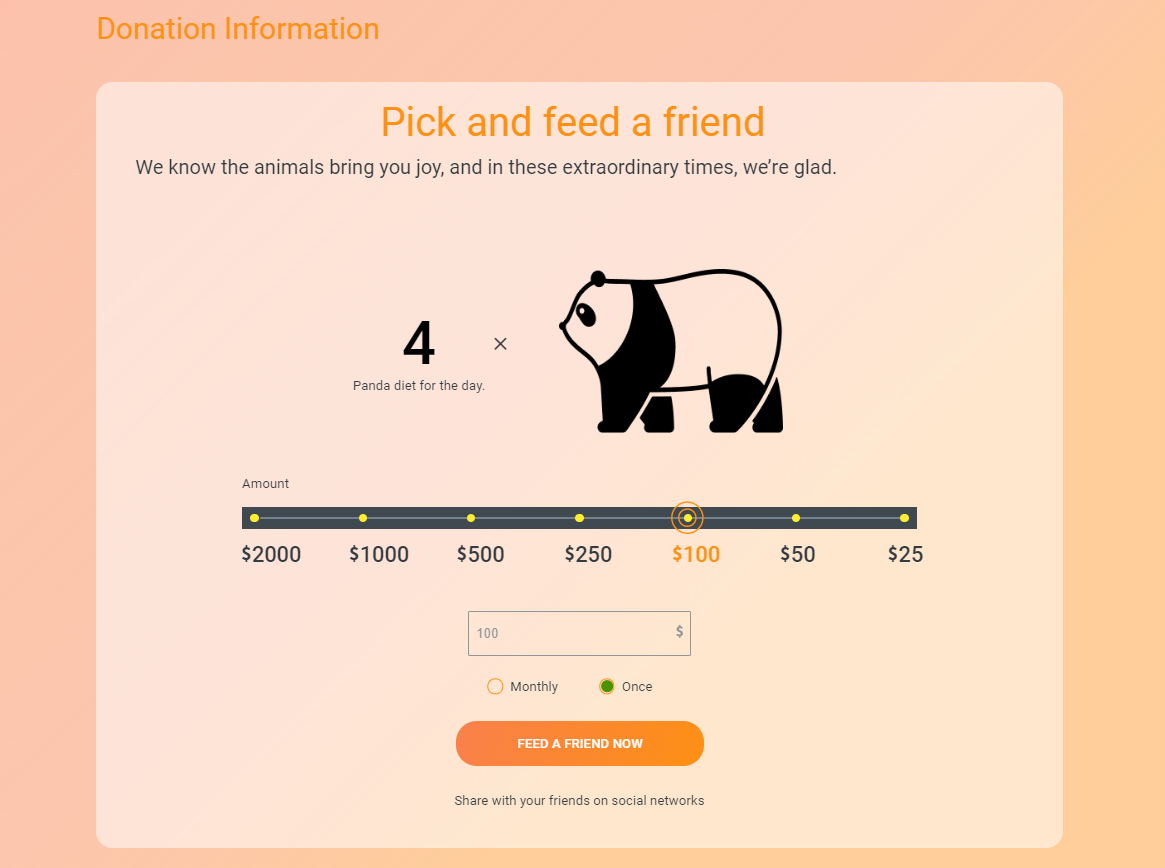 Donation Information
Pick and feed a friend
We know the animals bring you joy, and in these extraordinary times, we’re glad.
4 ×
Panda diet for the day.
Amount
$2000 $1000 $500 $250 $100 $50 $25
100 $
Monthly Once
FEED A FRIEND NOW
Share with your friends on social networks